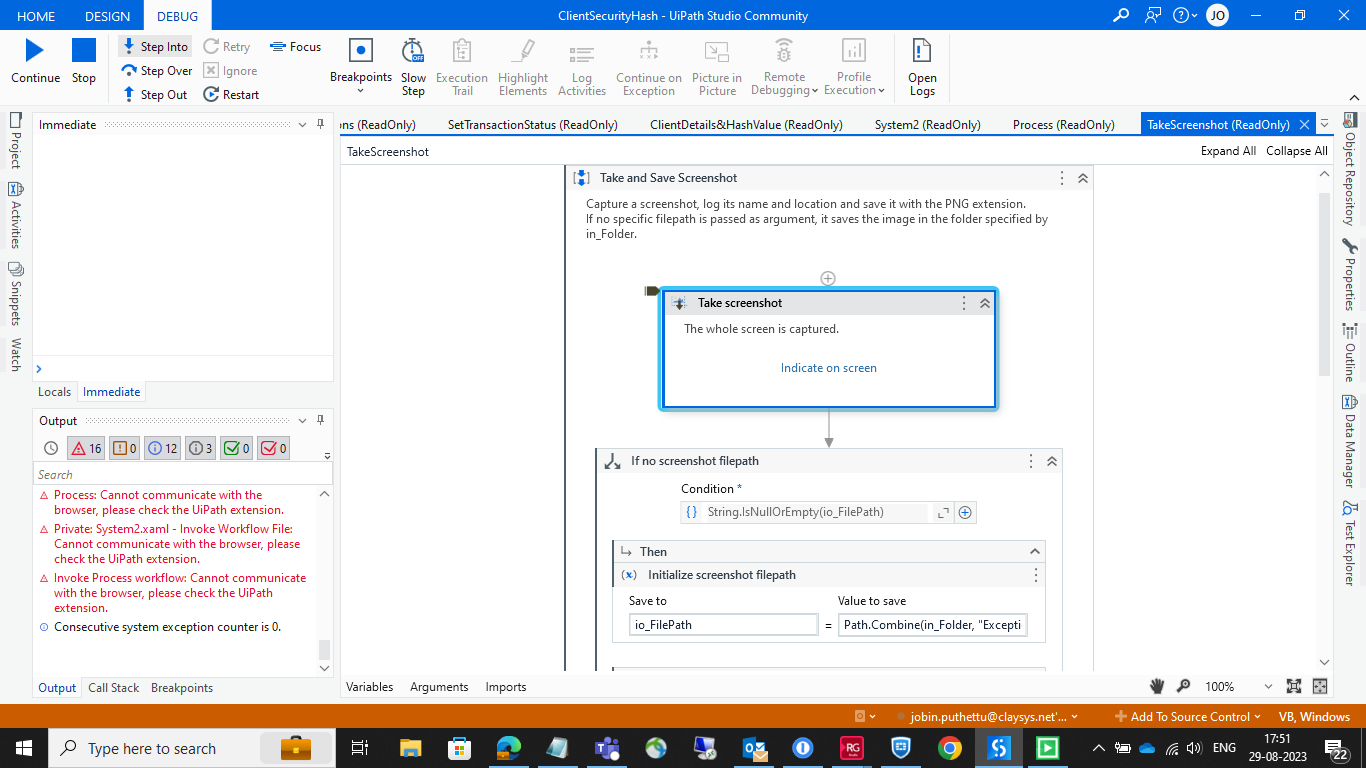 HOME DESIGN DEBUG ClientSecurityHash - UiPath Studio Community JO
Continue Stop Step Into Step Over Step Out Retry Ignore Restart Focus
Breakpoints Slow Step OFF Execution Trail Highlight Elements Log Activities Continue on Exception Picture in Picture Remote Debugging Profile Execution Open Logs
Immediate
ons (ReadOnly) SetTransactionStatus (ReadOnly) ClientDetails&HashValue (ReadOnly) System2 (ReadOnly) Process (ReadOnly) TakeScreenshot (ReadOnly)
TakeScreenshot Expand All Collapse All
Project
Activities
Snippets
Watch
Take and Save Screenshot
Capture a screenshot, log its name and location and save it with the PNG extension.
If no specific filepath is passed as argument, it saves the image in the folder specified by
in_Folder.
Take screenshot
The whole screen is captured.
Indicate on screen
If no screenshot filepath
Condition *
{} String.IsNullOrEmpty(io_FilePath)
Then
(x) Initialize screenshot filepath
Save to Value to save
io_FilePath = Path.Combine(in_Folder, "Excepti
Object Repository
Properties
Outline
Data Manager
Test Explorer
Locals Immediate
Output
16 0 12 3 0 0
Search
Process: Cannot communicate with the
browser, please check the UiPath extension.
Private: System2.xaml - Invoke Workflow File:
Cannot communicate with the browser, please
check the UiPath extension.
Invoke Process workflow: Cannot communicate
with the browser, please check the UiPath
extension.
Consecutive system exception counter is 0.
Output Call Stack Breakpoints
Variables Arguments Imports 100%
jobin.puthettu@claysys.net'... Add To Source Control VB, Windows
Type here to search RG ENG 17:51
29-08-2023 22